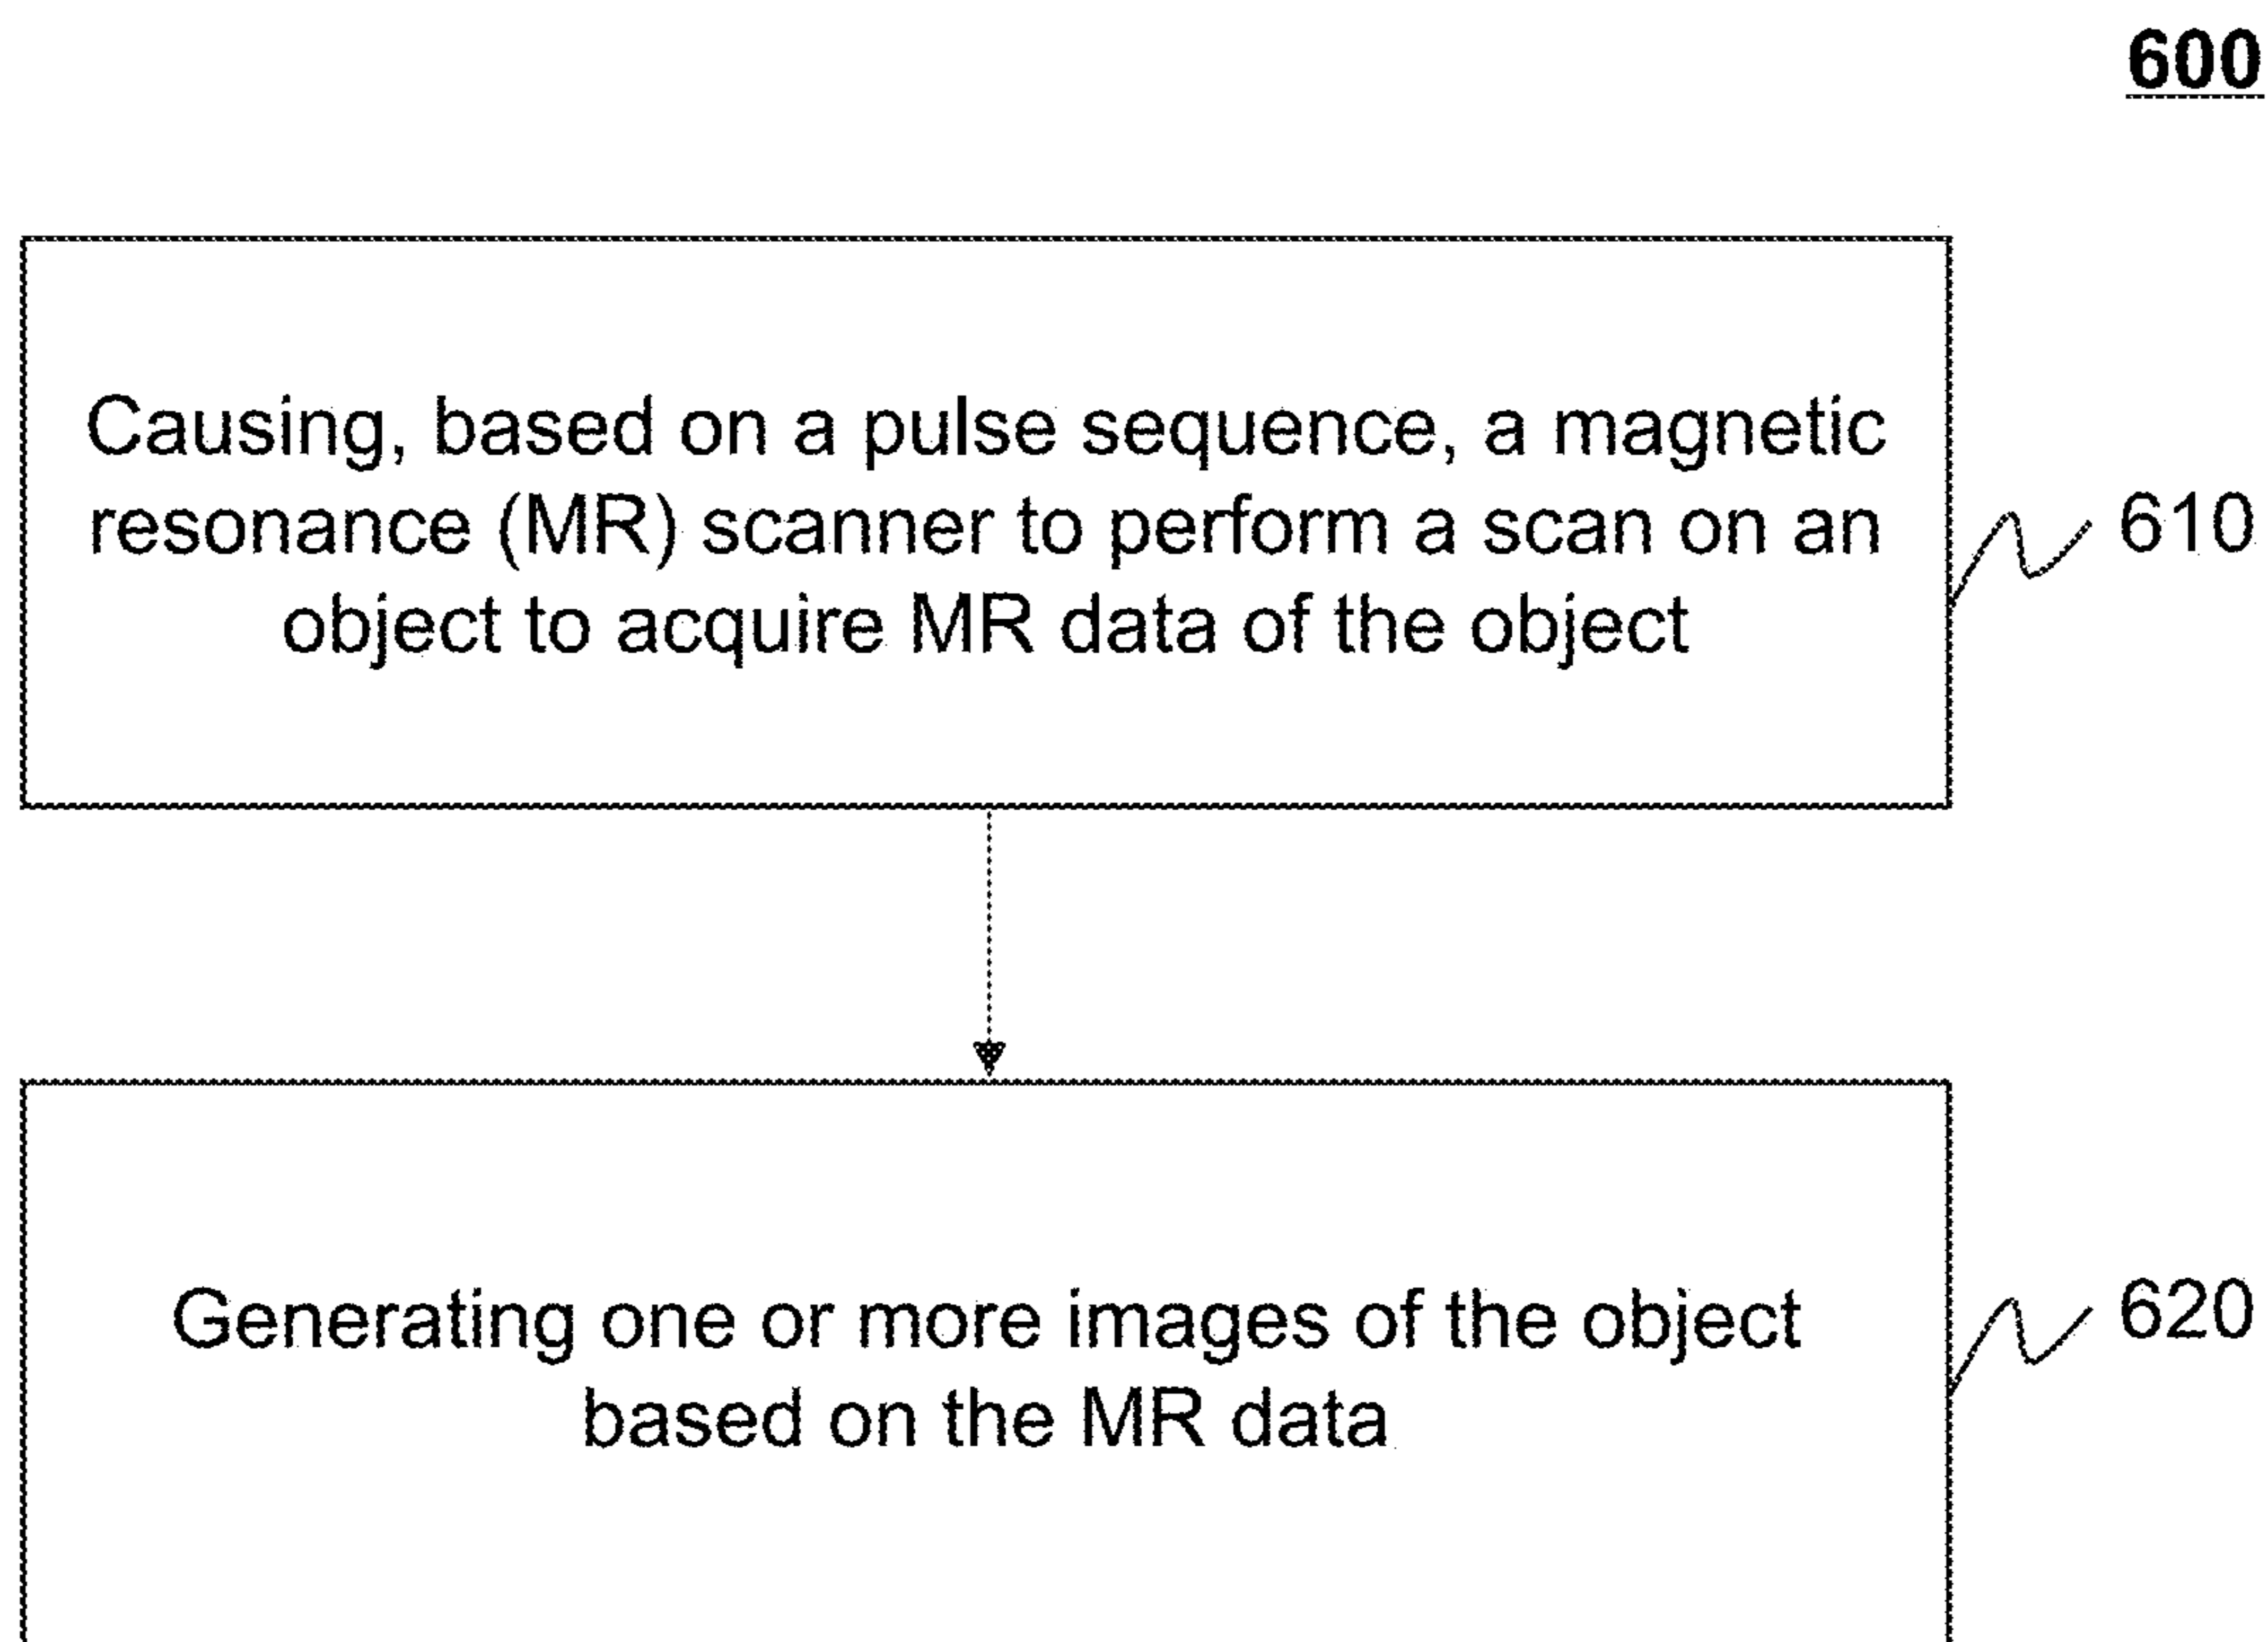 600
Causing, based on a pulse sequence, a magnetic
resonance (MR) scanner to perform a scan on an
object to acquire MR data of the object
610
Generating one or more images of the object
based on the MR data
620